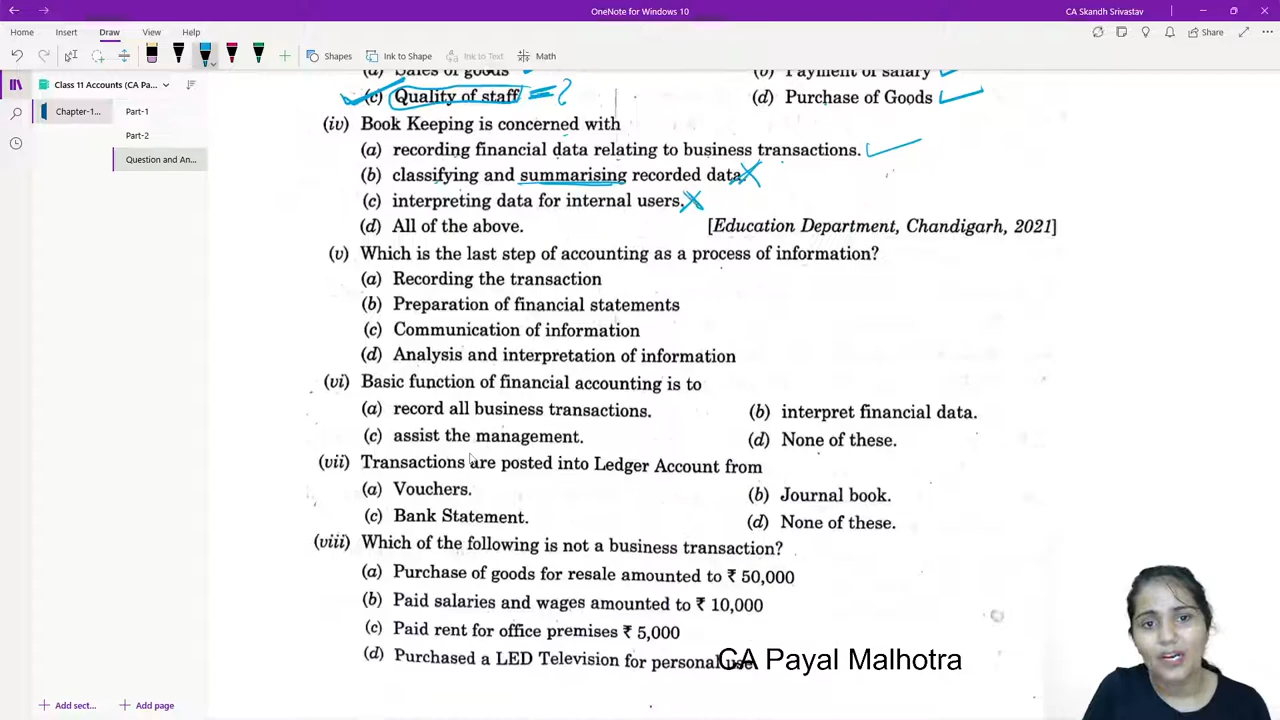 OneNote for Windows 10
CA Skandh Srivastav
Home Insert Draw View Help
Shapes Ink to Shape Ink to Text Math
Share
Class 11 Accounts (CA Pa...
Chapter-1...
Part-1
Part-2
Question and An...
(a) Sales of goods (b) Payment of salary
(c) Quality of staff = ? (d) Purchase of Goods
(iv) Book Keeping is concerned with
(a) recording financial data relating to business transactions.
(b) classifying and summarising recorded data.
(c) interpreting data for internal users.
(d) All of the above. [Education Department, Chandigarh, 2021]
(v) Which is the last step of accounting as a process of information?
(a) Recording the transaction
(b) Preparation of financial statements
(c) Communication of information
(d) Analysis and interpretation of information
(vi) Basic function of financial accounting is to
(a) record all business transactions. (b) interpret financial data.
(c) assist the management. (d) None of these.
(vii) Transactions are posted into Ledger Account from
(a) Vouchers. (b) Journal book.
(c) Bank Statement. (d) None of these.
(viii) Which of the following is not a business transaction?
(a) Purchase of goods for resale amounted to ₹ 50,000
(b) Paid salaries and wages amounted to ₹ 10,000
(c) Paid rent for office premises ₹ 5,000
(d) Purchased a LED Television for personal use
CA Payal Malhotra
+ Add sect... + Add page